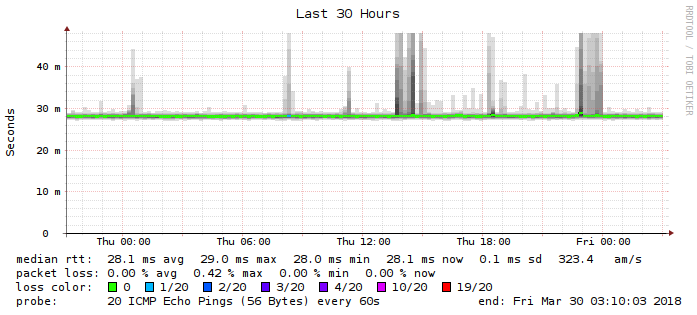 Last 30 Hours
RRDTOOL / TOBI OETIKER
Seconds
40 m
30 m
20 m
10 m
0
Thu 00:00 Thu 06:00 Thu 12:00 Thu 18:00 Fri 00:00
median rtt: 28.1 ms avg 29.0 ms max 28.0 ms min 28.1 ms now 0.1 ms sd 323.4 am/s
packet loss: 0.00 % avg 0.42 % max 0.00 % min 0.00 % now
loss color: 0 1/20 2/20 3/20 4/20 10/20 19/20
probe: 20 ICMP Echo Pings (56 Bytes) every 60s end: Fri Mar 30 03:10:03 2018